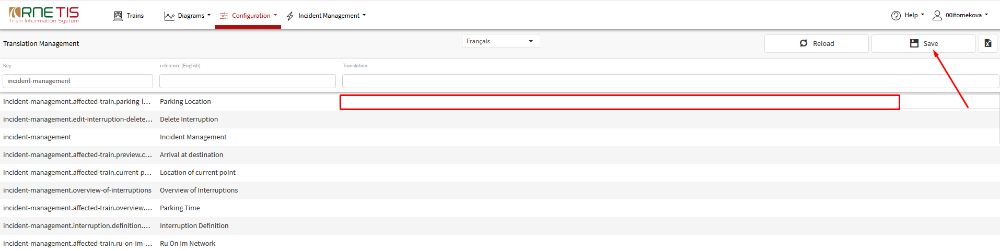 RNE TIS
Train Information System
Trains
Diagrams
Configuration
Incident Management
Help
00itomekova
Translation Management
Français
Reload
Save
Key
reference (English)
Translation
incident-management
incident-management.affected-train.parking-l... Parking Location
incident-management.edit-interruption-delete... Delete Interruption
incident-management Incident Management
incident-management.affected-train.preview.c... Arrival at destination
incident-management.affected-train.current-p... Location of current point
incident-management.overview-of-interruptions Overview of Interruptions
incident-management.affected-train.overview.... Parking Time
incident-management.interruption.definition.... Interruption Definition
incident-management.affected-train.ru-on-im-... Ru On Im Network